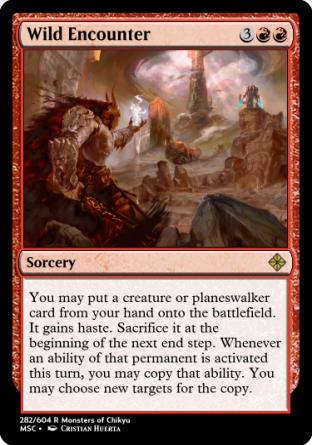 Wild Encounter 3
Sorcery
You may put a creature or planeswalker
card from your hand onto the battlefield.
It gains haste. Sacrifice it at the
beginning of the next end step. Whenever
an ability of that permanent is activated
this turn, you may copy that ability. You
may choose new targets for the copy.
282/604 R Monsters of Chikyu
MSC • Cristian Huerta